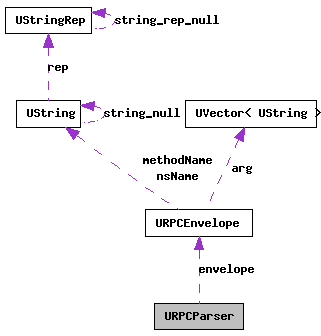 UStringRep
string_rep_null
rep
UString
string_null
UVector< UString >
methodName
nsName
arg
URPCEnvelope
envelope
URPCParser